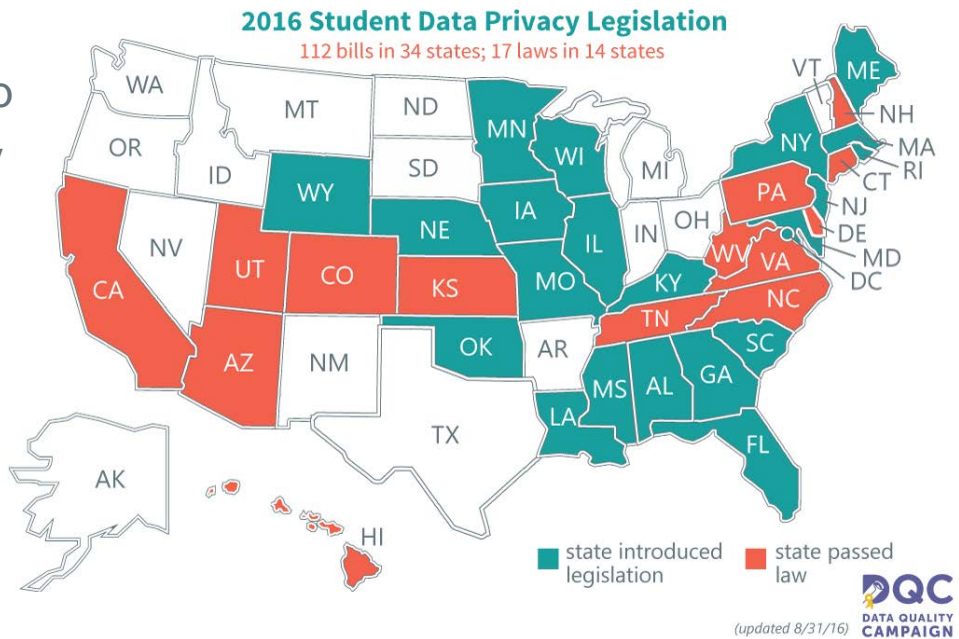 2016 Student Data Privacy Legislation
112 bills in 34 states; 17 laws in 14 states
WA
MT
ND
MN
VT
ME
OR
ID
SD
WI
MI
NY
NH
MA
RI
CT
WY
IA
PA
NJ
NV
NE
IL
IN
OH
DE
MD
DC
CA
UT
CO
KS
MO
KY
WV
VA
AZ
NM
OK
AR
TN
NC
SC
MS
AL
GA
TX
LA
FL
AK
HI
state introduced
legislation
state passed
law
(updated 8/31/16)
DQC
DATA QUALITY
CAMPAIGN